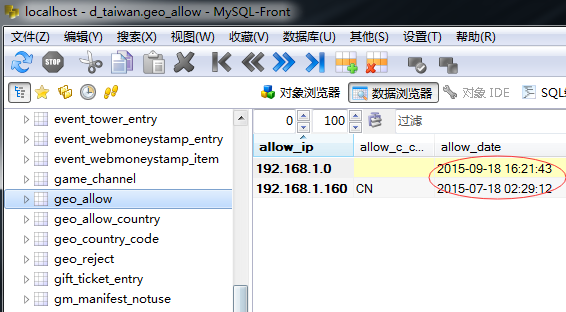 localhost - d_taiwan.geo_allow - MySQL-Front
文件(Z) 编辑(Y) 搜索(X) 视图(W) 收藏(V) 数据库(U) 其他(T) 设置(S) 帮助(R)
STOP
对象浏览器 数据浏览器 对象 IDE SQL
0 100 过滤
event_tower_entry
event_webmoneystamp_entry
event_webmoneystamp_item
game_channel
geo_allow
geo_allow_country
geo_country_code
geo_reject
gift_ticket_entry
gm_manifest_notuse
allow_ip allow_c_c... allow_date
192.168.1.0 2015-09-18 16:21:43
192.168.1.160 CN 2015-07-18 02:29:12